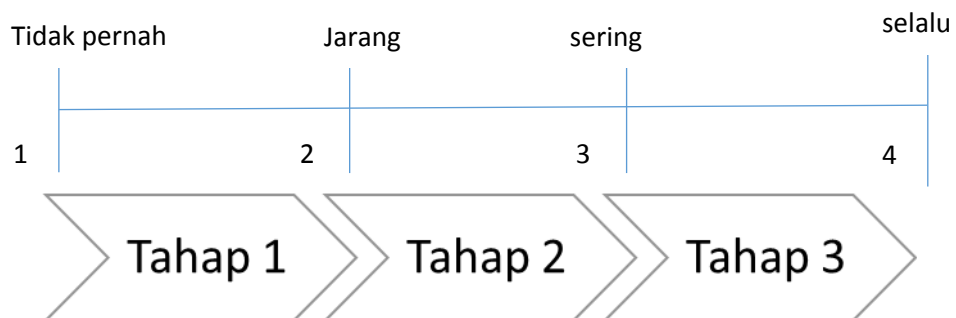 Tidak pernah Jarang sering selalu
1 2 3 4
Tahap 1 Tahap 2 Tahap 3